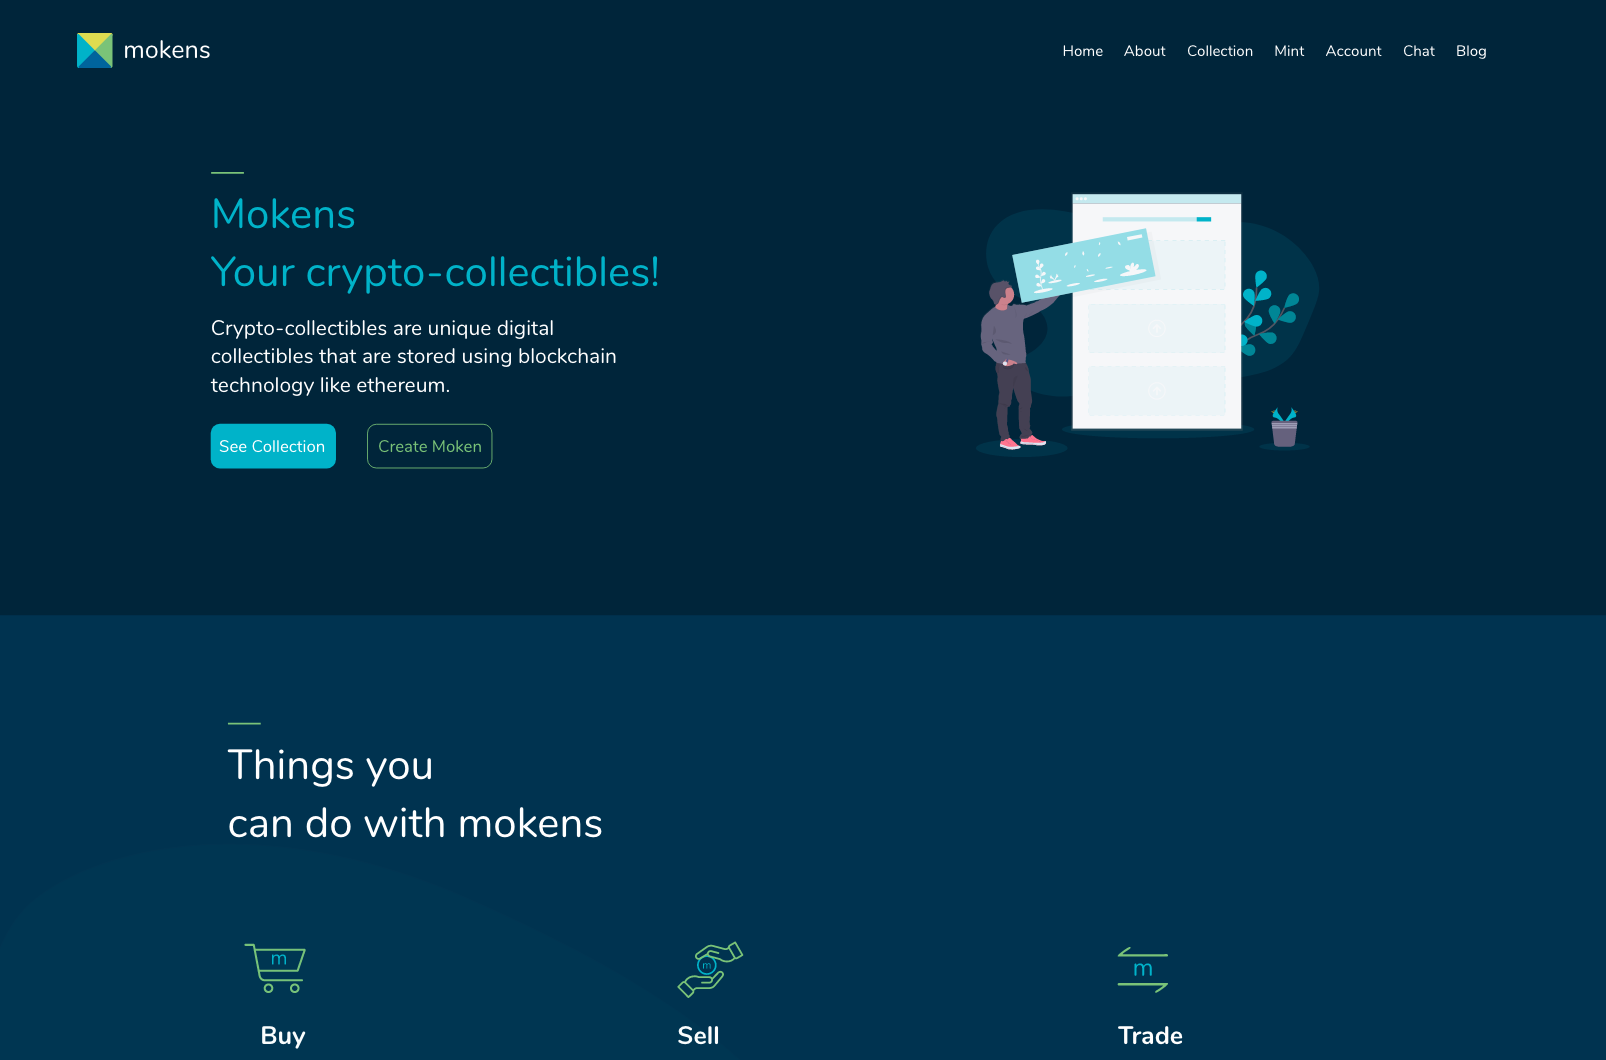 mokens
Home About Collection Mint Account Chat Blog
Mokens
Your crypto-collectibles!
Crypto-collectibles are unique digital
collectibles that are stored using blockchain
technology like ethereum.
See Collection Create Moken
Things you
can do with mokens
m m m
Buy Sell Trade